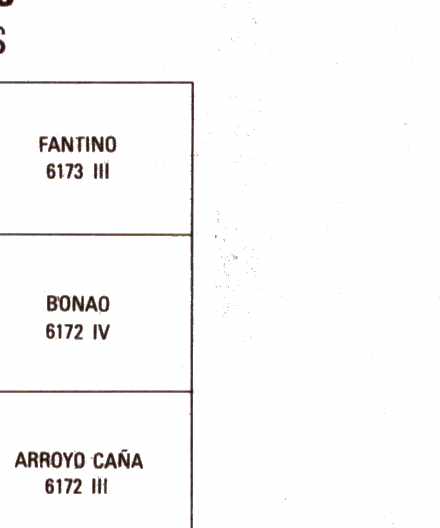 FANTINO
6173 III
BONAO
6172 IV
ARROYO CAÑA
6172 III